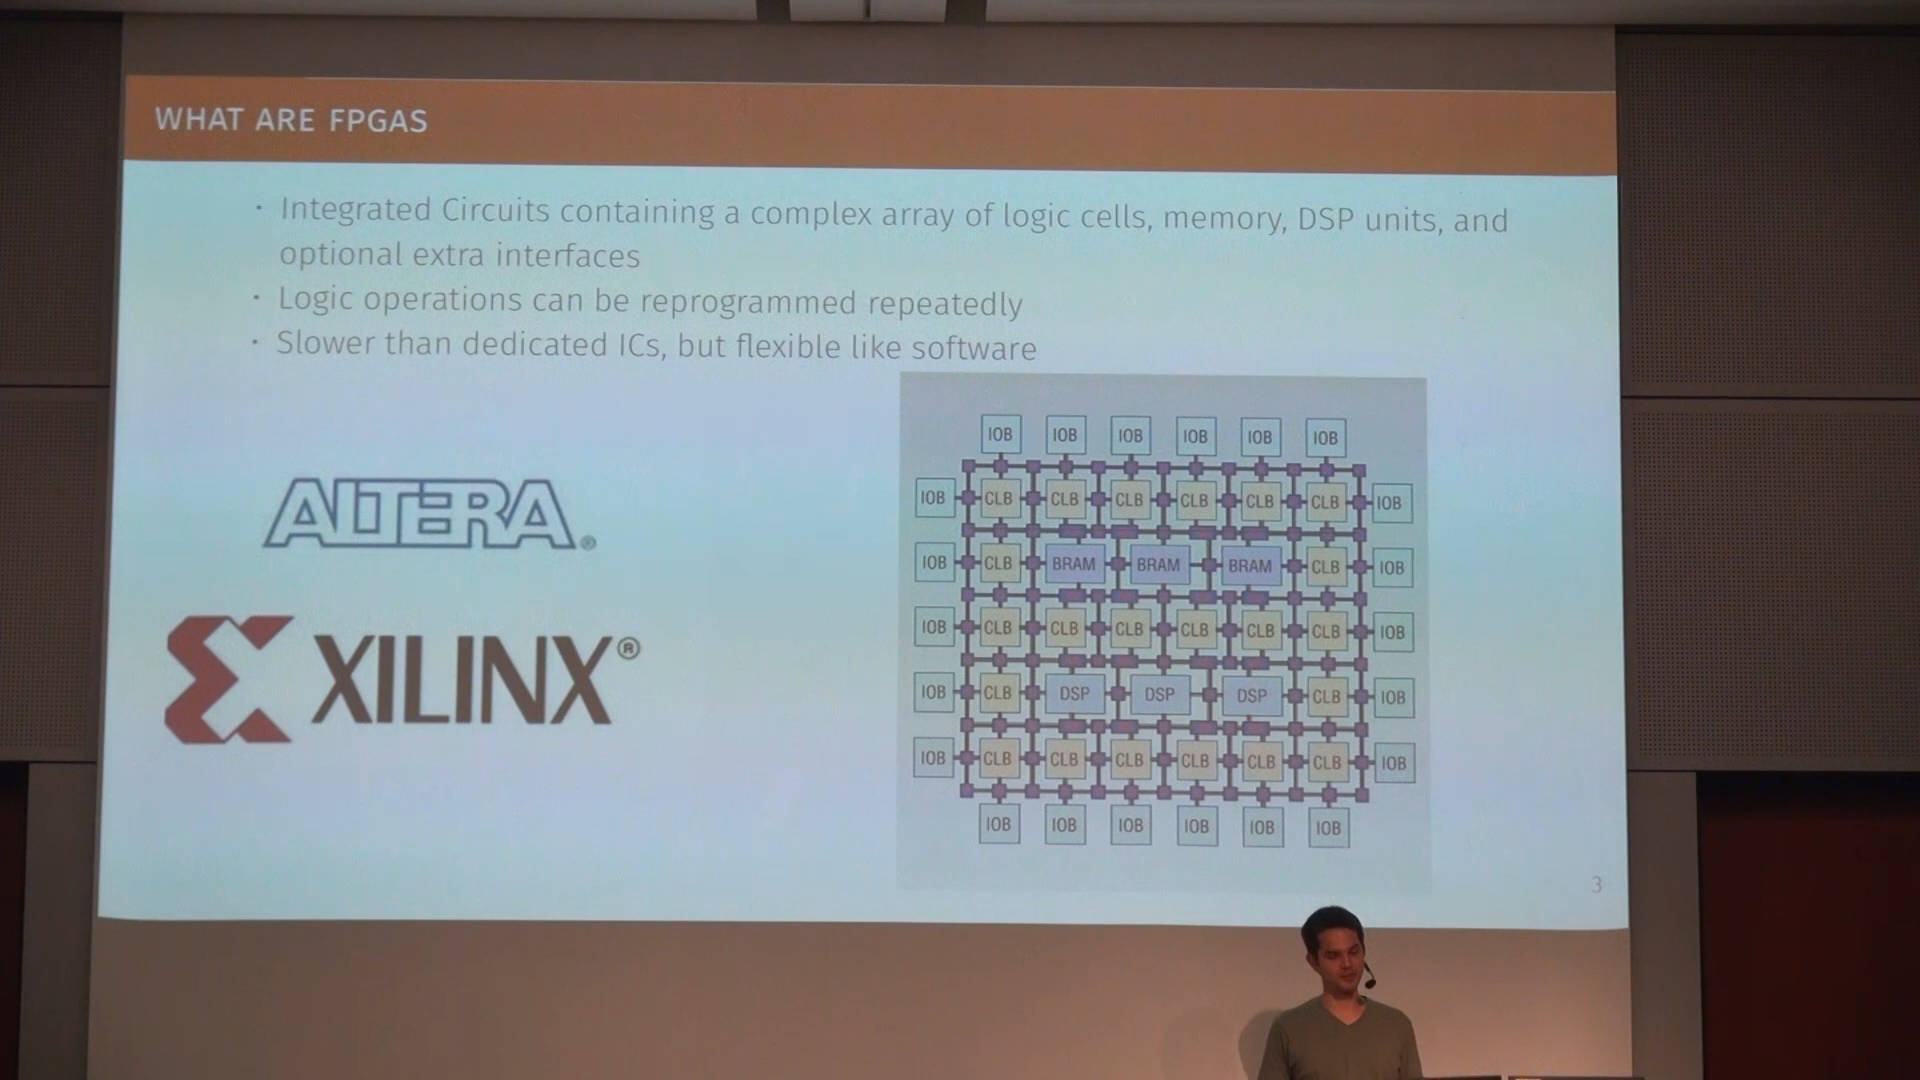 WHAT ARE FPGAS
· Integrated Circuits containing a complex array of logic cells, memory, DSP units, and
optional extra interfaces
· Logic operations can be reprogrammed repeatedly
· Slower than dedicated ICs, but flexible like software
ALTERA®
XILINX®
IOB IOB IOB IOB IOB IOB
IOB CLB CLB CLB CLB CLB CLB IOB
IOB CLB BRAM BRAM BRAM CLB IOB
IOB CLB CLB CLB CLB CLB CLB IOB
IOB CLB DSP DSP DSP CLB IOB
IOB CLB CLB CLB CLB CLB CLB IOB
IOB IOB IOB IOB IOB IOB
3